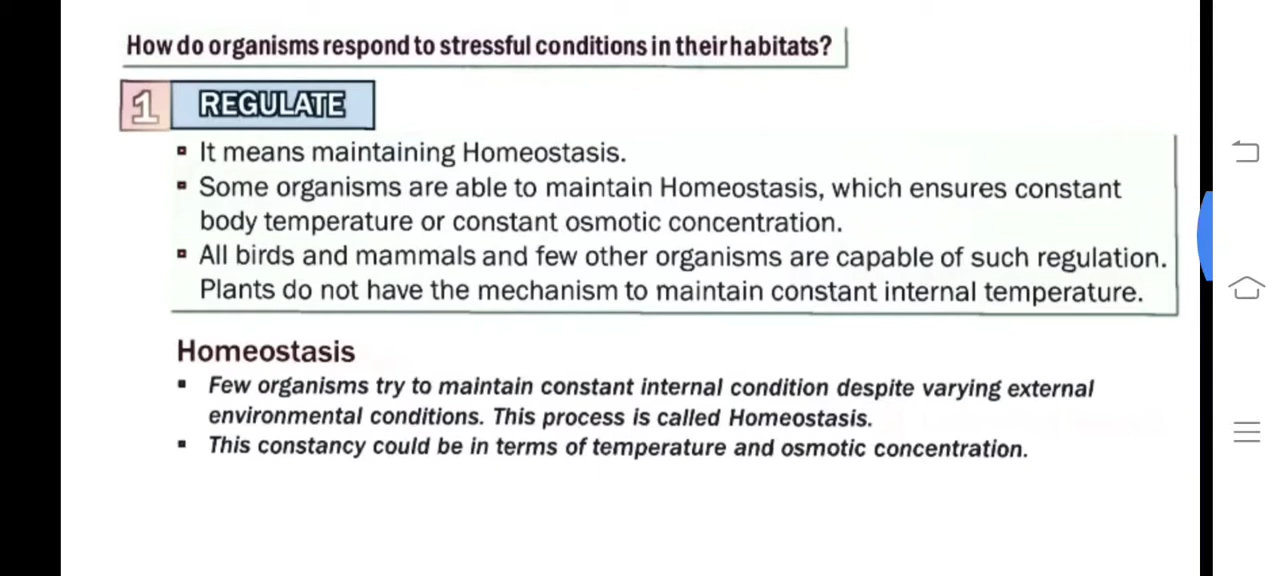 How do organisms respond to stressful conditions in their habitats?
1 REGULATE
▪ It means maintaining Homeostasis.
▪ Some organisms are able to maintain Homeostasis, which ensures constant
body temperature or constant osmotic concentration.
▪ All birds and mammals and few other organisms are capable of such regulation.
Plants do not have the mechanism to maintain constant internal temperature.
Homeostasis
▪ Few organisms try to maintain constant internal condition despite varying external
environmental conditions. This process is called Homeostasis.
▪ This constancy could be in terms of temperature and osmotic concentration.